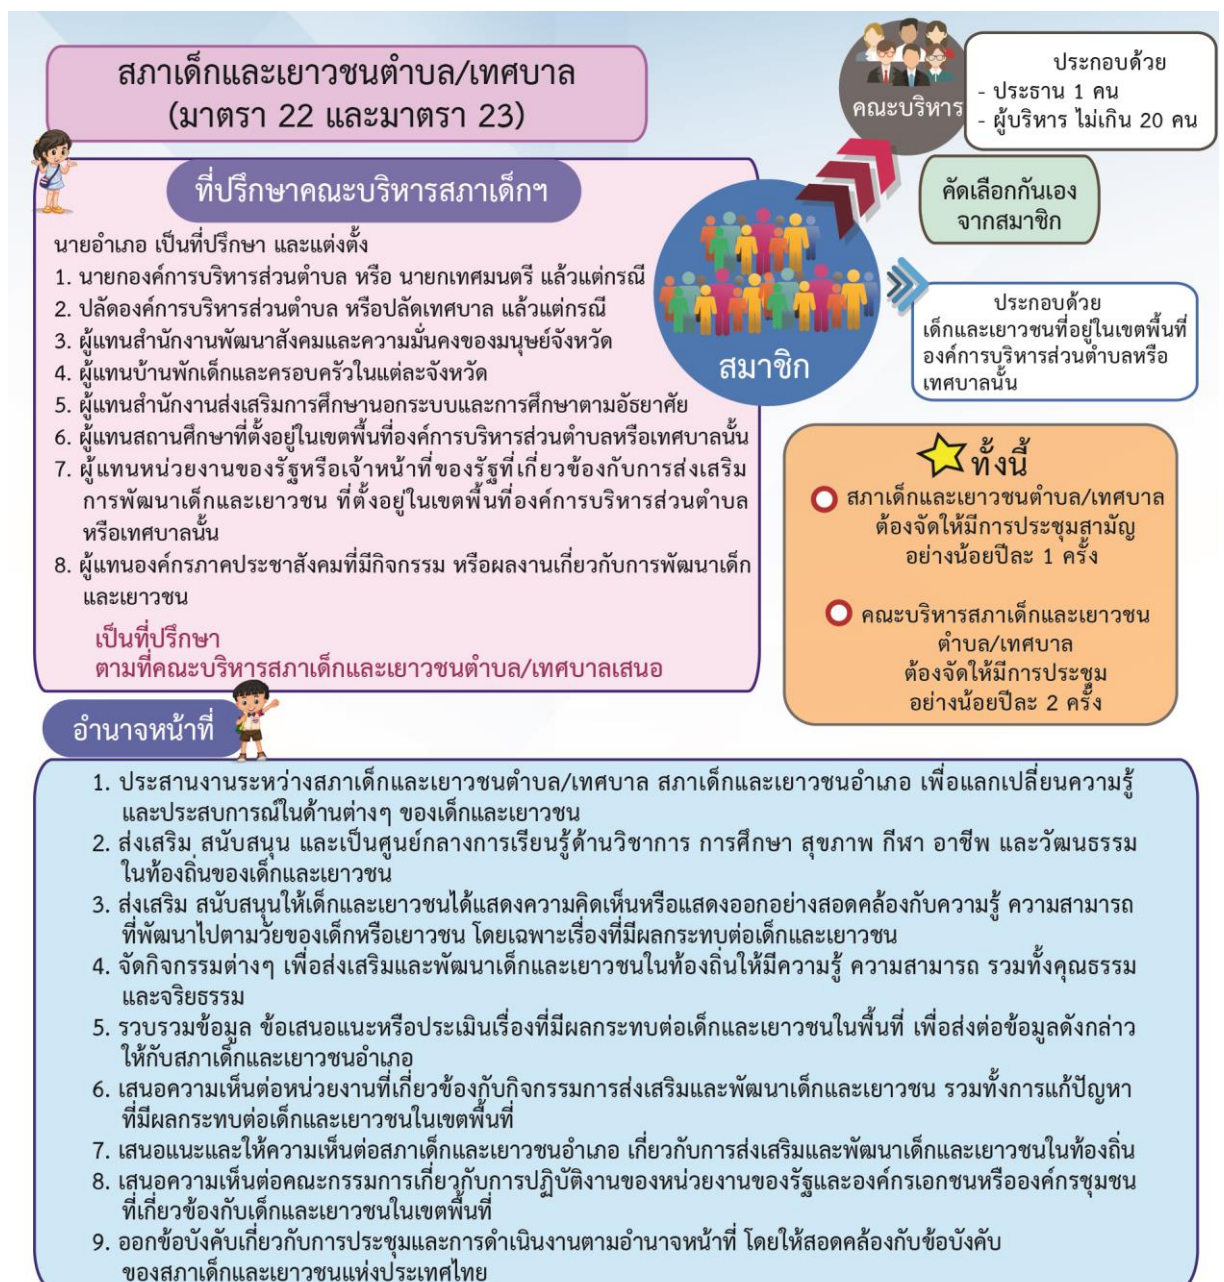 สภาเด็กและเยาวชนตำบล/เทศบาล
(มาตรา 22 และมาตรา 23)
คณะบริหาร
ประกอบด้วย
- ประธาน 1 คน
- ผู้บริหาร ไม่เกิน 20 คน
คัดเลือกกันเอง
จากสมาชิก
สมาชิก
ประกอบด้วย
เด็กและเยาวชนที่อยู่ในเขตพื้นที่
องค์การบริหารส่วนตำบลหรือ
เทศบาลนั้น
ที่ปรึกษาคณะบริหารสภาเด็กฯ
นายอำเภอ เป็นที่ปรึกษา และแต่งตั้ง
1. นายกองค์การบริหารส่วนตำบล หรือ นายกเทศมนตรี แล้วแต่กรณี
2. ปลัดองค์การบริหารส่วนตำบล หรือปลัดเทศบาล แล้วแต่กรณี
3. ผู้แทนสำนักงานพัฒนาสังคมและความมั่นคงของมนุษย์จังหวัด
4. ผู้แทนบ้านพักเด็กและครอบครัวในแต่ละจังหวัด
5. ผู้แทนสำนักงานส่งเสริมการศึกษานอกระบบและการศึกษาตามอัธยาศัย
6. ผู้แทนสถานศึกษาที่ตั้งอยู่ในเขตพื้นที่องค์การบริหารส่วนตำบลหรือเทศบาลนั้น
7. ผู้แทนหน่วยงานของรัฐหรือเจ้าหน้าที่ของรัฐที่เกี่ยวข้องกับการส่งเสริม
การพัฒนาเด็กและเยาวชน ที่ตั้งอยู่ในเขตพื้นที่องค์การบริหารส่วนตำบล
หรือเทศบาลนั้น
8. ผู้แทนองค์กรภาคประชาสังคมที่มีกิจกรรม หรือผลงานเกี่ยวกับการพัฒนาเด็ก
และเยาวชน
เป็นที่ปรึกษา
ตามที่คณะบริหารสภาเด็กและเยาวชนตำบล/เทศบาลเสนอ
ทั้งนี้
สภาเด็กและเยาวชนตำบล/เทศบาล
ต้องจัดให้มีการประชุมสามัญ
อย่างน้อยปีละ 1 ครั้ง
คณะบริหารสภาเด็กและเยาวชน
ตำบล/เทศบาล
ต้องจัดให้มีการประชุม
อย่างน้อยปีละ 2 ครั้ง
อำนาจหน้าที่
1. ประสานงานระหว่างสภาเด็กและเยาวชนตำบล/เทศบาล สภาเด็กและเยาวชนอำเภอ เพื่อแลกเปลี่ยนความรู้
และประสบการณ์ในด้านต่างๆ ของเด็กและเยาวชน
2. ส่งเสริม สนับสนุน และเป็นศูนย์กลางการเรียนรู้ด้านวิชาการ การศึกษา สุขภาพ กีฬา อาชีพ และวัฒนธรรม
ในท้องถิ่นของเด็กและเยาวชน
3. ส่งเสริม สนับสนุนให้เด็กและเยาวชนได้แสดงความคิดเห็นหรือแสดงออกอย่างสอดคล้องกับความรู้ ความสามารถ
ที่พัฒนาไปตามวัยของเด็กหรือเยาวชน โดยเฉพาะเรื่องที่มีผลกระทบต่อเด็กและเยาวชน
4. จัดกิจกรรมต่างๆ เพื่อส่งเสริมและพัฒนาเด็กและเยาวชนในท้องถิ่นให้มีความรู้ ความสามารถ รวมทั้งคุณธรรม
และจริยธรรม
5. รวบรวมข้อมูล ข้อเสนอแนะหรือประเมินเรื่องที่มีผลกระทบต่อเด็กและเยาวชนในพื้นที่ เพื่อส่งต่อข้อมูลดังกล่าว
ให้กับสภาเด็กและเยาวชนอำเภอ
6. เสนอความเห็นต่อหน่วยงานที่เกี่ยวข้องกับกิจกรรมการส่งเสริมและพัฒนาเด็กและเยาวชน รวมทั้งการแก้ปัญหา
ที่มีผลกระทบต่อเด็กและเยาวชนในเขตพื้นที่
7. เสนอแนะและให้ความเห็นต่อสภาเด็กและเยาวชนอำเภอ เกี่ยวกับการส่งเสริมและพัฒนาเด็กและเยาวชนในท้องถิ่น
8. เสนอความเห็นต่อคณะกรรมการเกี่ยวกับการปฏิบัติงานของหน่วยงานของรัฐและองค์กรเอกชนหรือองค์กรชุมชน
ที่เกี่ยวข้องกับเด็กและเยาวชนในเขตพื้นที่
9. ออกข้อบังคับเกี่ยวกับการประชุมและการดำเนินงานตามอำนาจหน้าที่ โดยให้สอดคล้องกับข้อบังคับ
ของสภาเด็กและเยาวชนแห่งประเทศไทย